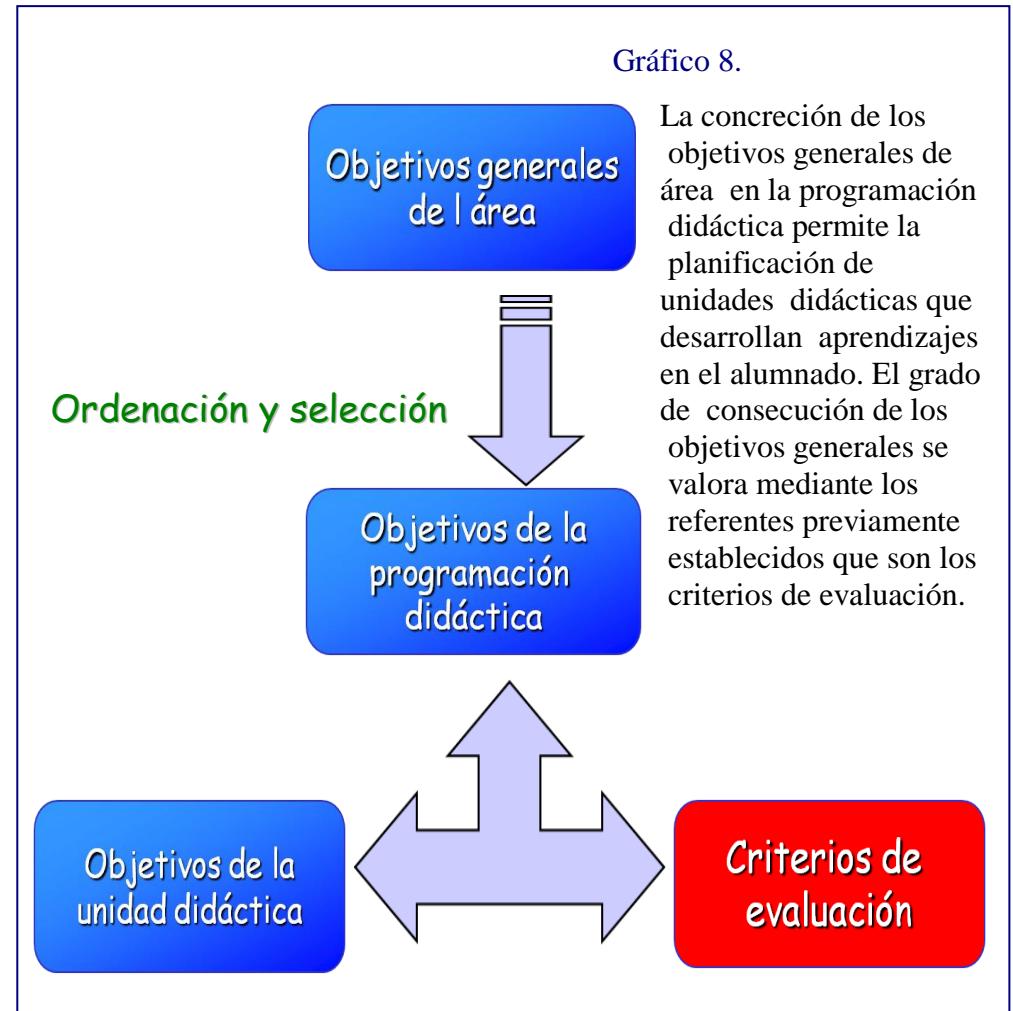 Gráfico 8.
Objetivos generales
de l área
La concreción de los
objetivos generales de
área en la programación
didáctica permite la
planificación de
unidades didácticas que
desarrollan aprendizajes
en el alumnado. El grado
de consecución de los
objetivos generales se
valora mediante los
referentes previamente
establecidos que son los
criterios de evaluación.
Ordenación y selección
Objetivos de la
programación
didáctica
Objetivos de la
unidad didáctica
Criterios de
evaluación